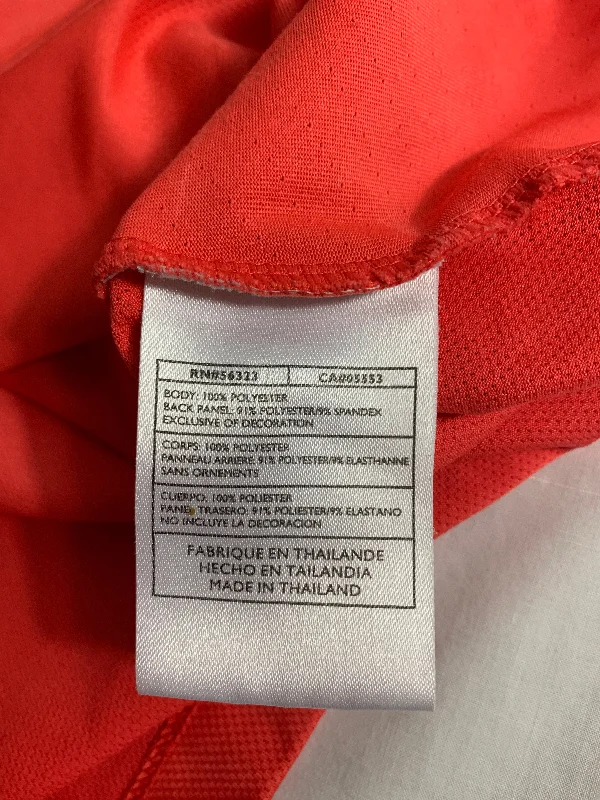 RN#56323 CA#05553
BODY: 100% POLYESTER
BACK PANEL: 91% POLYESTER/9% SPANDEX
EXCLUSIVE OF DECORATION
CORPS: 100% POLYESTER
PANNEAU ARRIERE: 91% POLYESTER/9% ELASTHANNE
SANS ORNEMENTS
CUERPO: 100% POLIESTER
PANEL TRASERO: 91% POLIESTER/9% ELASTANO
NO INCLUYE LA DECORACION
FABRIQUE EN THAILANDE
HECHO EN TAILANDIA
MADE IN THAILAND